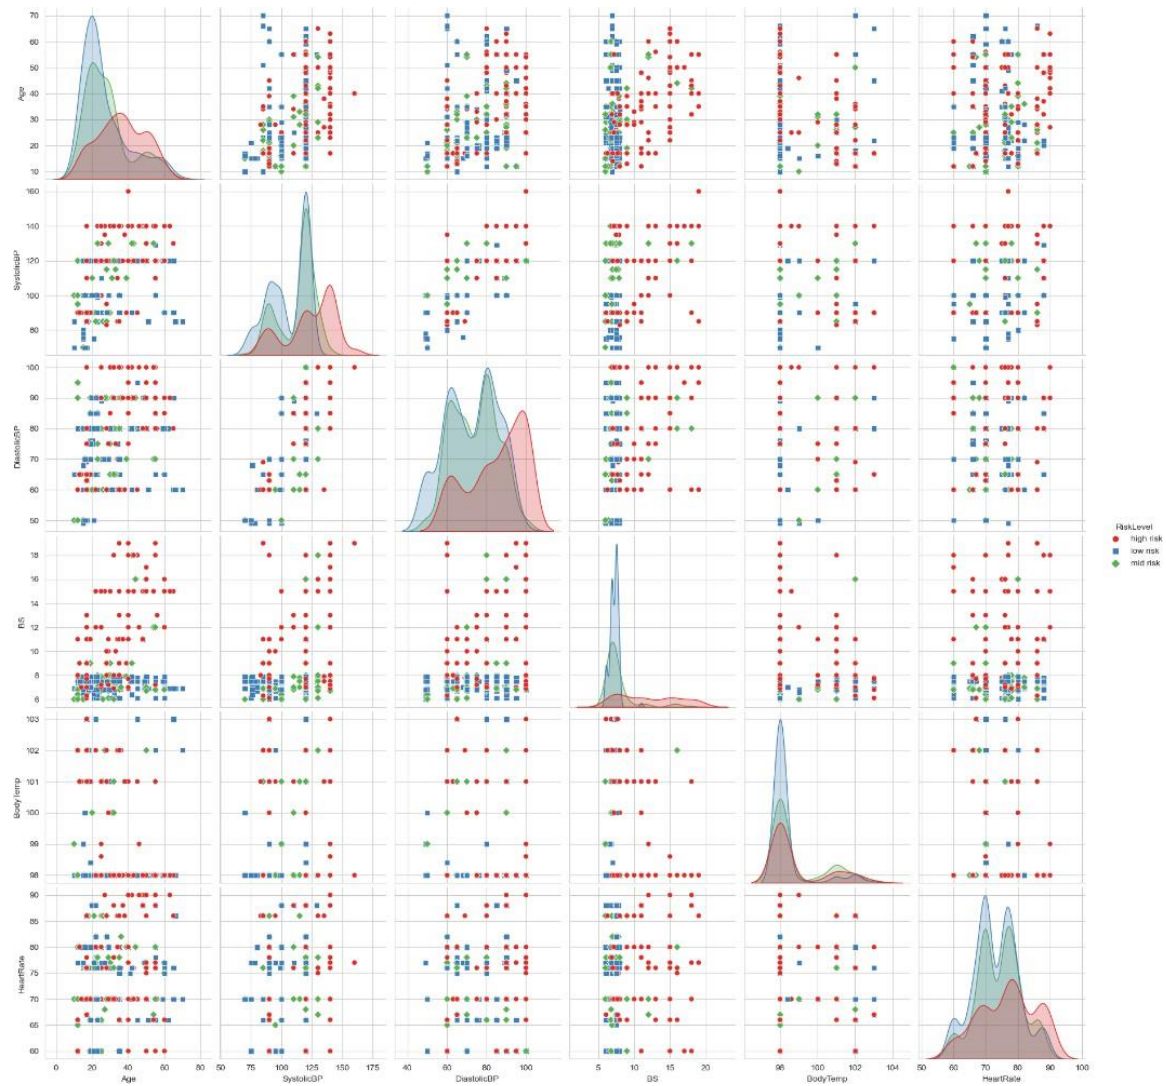 70
60
50
40
30
20
10
Age
160
140
120
100
80
SystolicBP
100
90
80
70
60
50
DiastolicBP
18
16
14
12
10
8
6
BS
103
102
101
100
99
98
BodyTemp
90
85
80
75
70
65
60
HeartRate
0 20 40 60 80
Age
50 75 100 125 150 175
SystolicBP
40 60 80 100
DiastolicBP
5 10 15 20
BS
96 98 100 102 104
BodyTemp
50 60 70 80 90 100
HeartRate
RiskLevel
high risk
low risk
mid risk